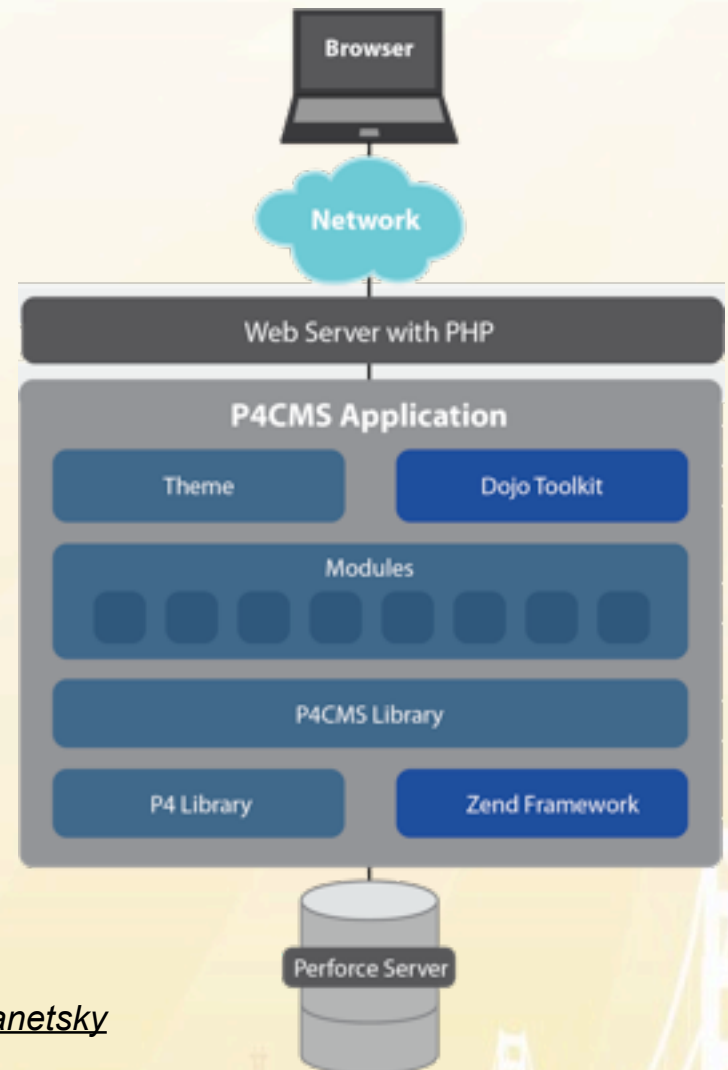 Browser
Network
Web Server with PHP
P4CMS Application
Theme
Dojo Toolkit
Modules
P4CMS Library
P4 Library
Zend Framework
Perforce Server